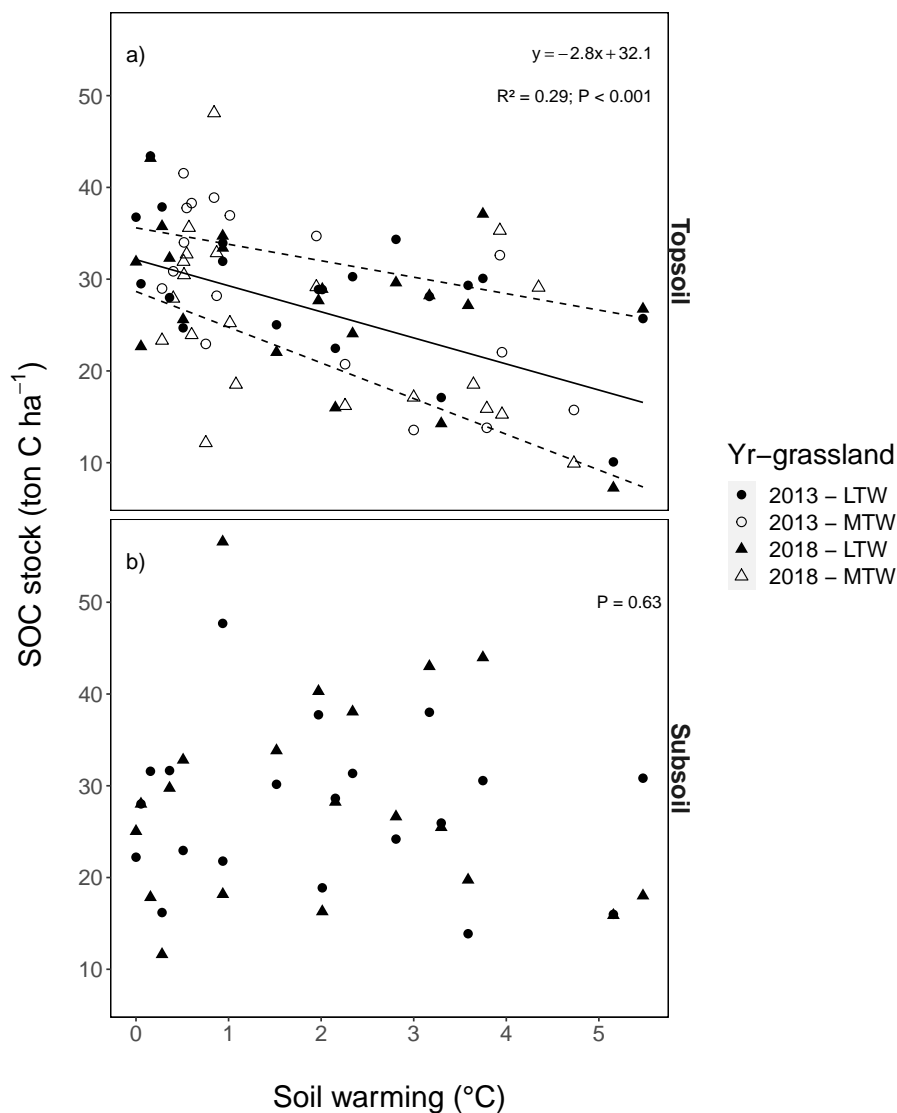 a)
y = −2.8x + 32.1
R² = 0.29; P < 0.001
50
40
30
20
10
Topsoil
SOC stock (ton C ha⁻¹)
b)
P = 0.63
50
40
30
20
10
Subsoil
0 1 2 3 4 5
Soil warming (°C)
Yr−grassland
2013 − LTW
2013 − MTW
2018 − LTW
2018 − MTW